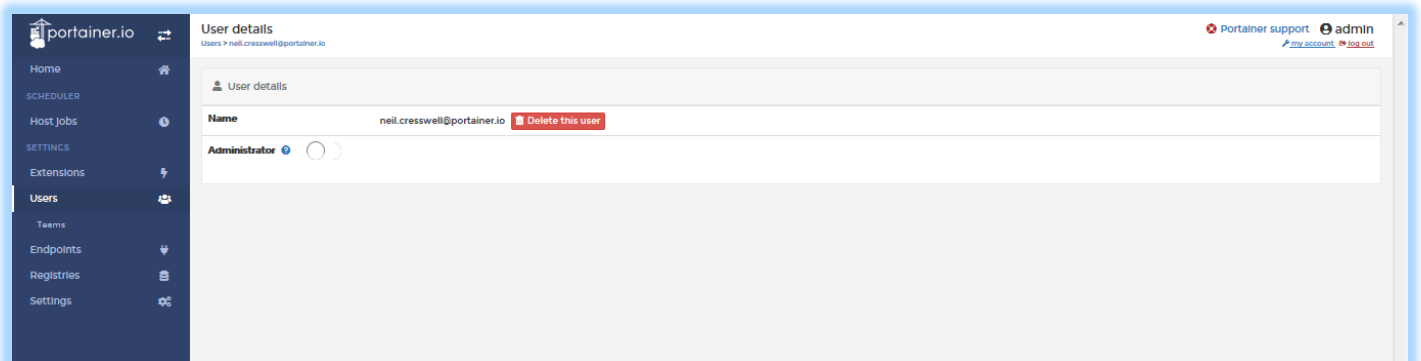 portainer.io
User details
Users > neil.cresswell@portainer.io
Portainer support admin
my account log out
Home
SCHEDULER
Host jobs
SETTINGS
Extensions
Users
Teams
Endpoints
Registries
Settings
User details
Name neil.cresswell@portainer.io Delete this user
Administrator